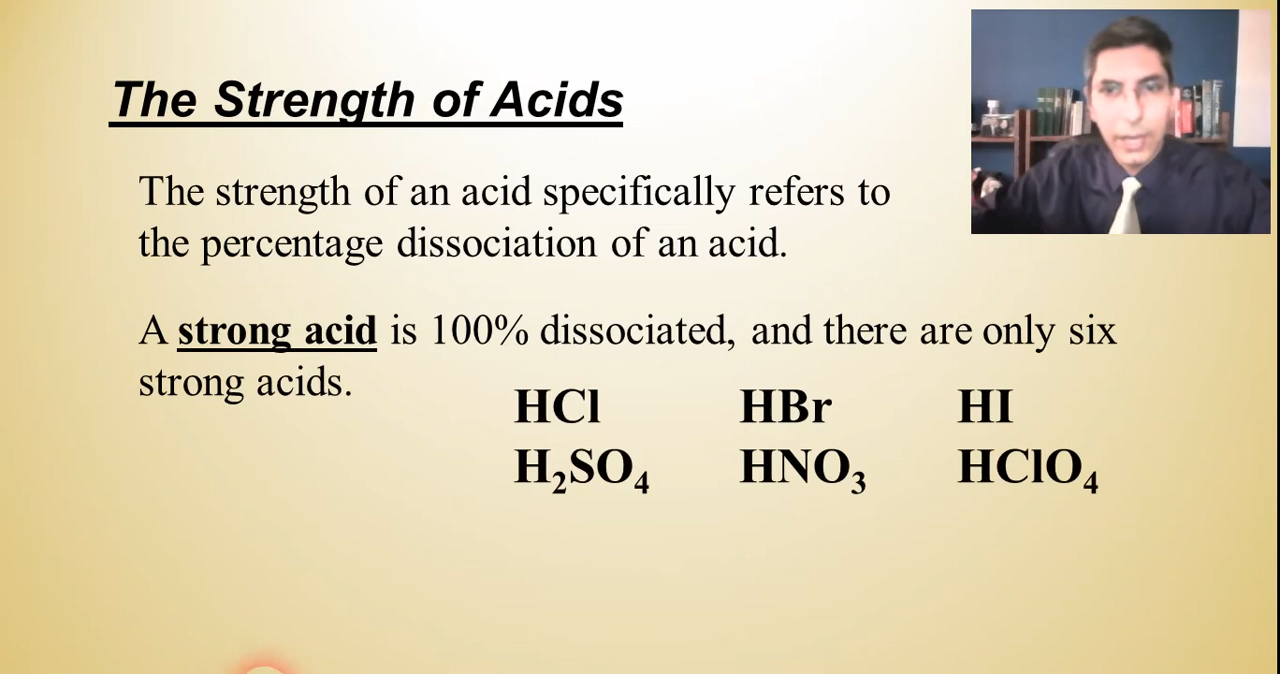 The Strength of Acids
The strength of an acid specifically refers to
the percentage dissociation of an acid.
A strong acid is 100% dissociated, and there are only six
strong acids.
HCl HBr HI
H₂SO₄ HNO₃ HClO₄